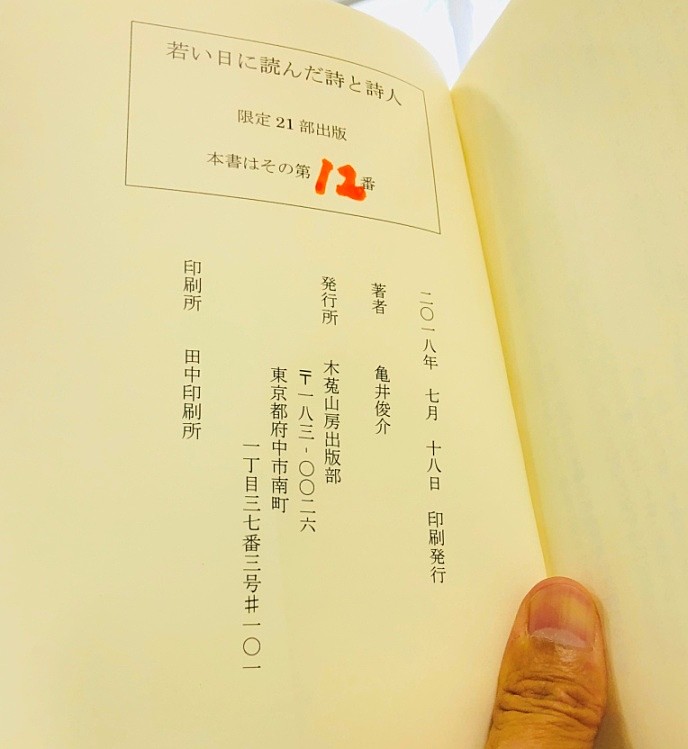 若い日に読んだ詩と詩人
限定 21 部出版
本書はその第12番
二〇一八年 七月 十八日 印刷発行
著者 亀井俊介
発行所 木菟山房出版部
〒一八三-〇〇二六
東京都府中市南町
一丁目三七番三号♯一〇一
印刷所 田中印刷所